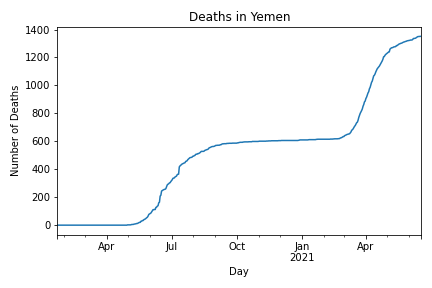 Deaths in Yemen
1400
1200
1000
800
600
400
200
0
Number of Deaths
Apr
Jul
Oct
Jan
2021
Apr
Day